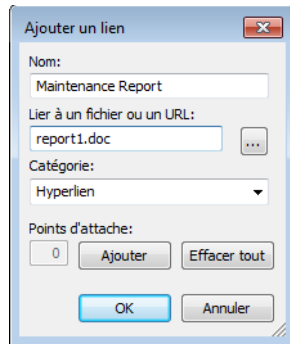 Ajouter un lien
Nom:
Maintenance Report
Lier à un fichier ou un URL:
report1.doc
...
Catégorie:
Hyperlien
Points d'attache:
0 Ajouter Effacer tout
OK Annuler